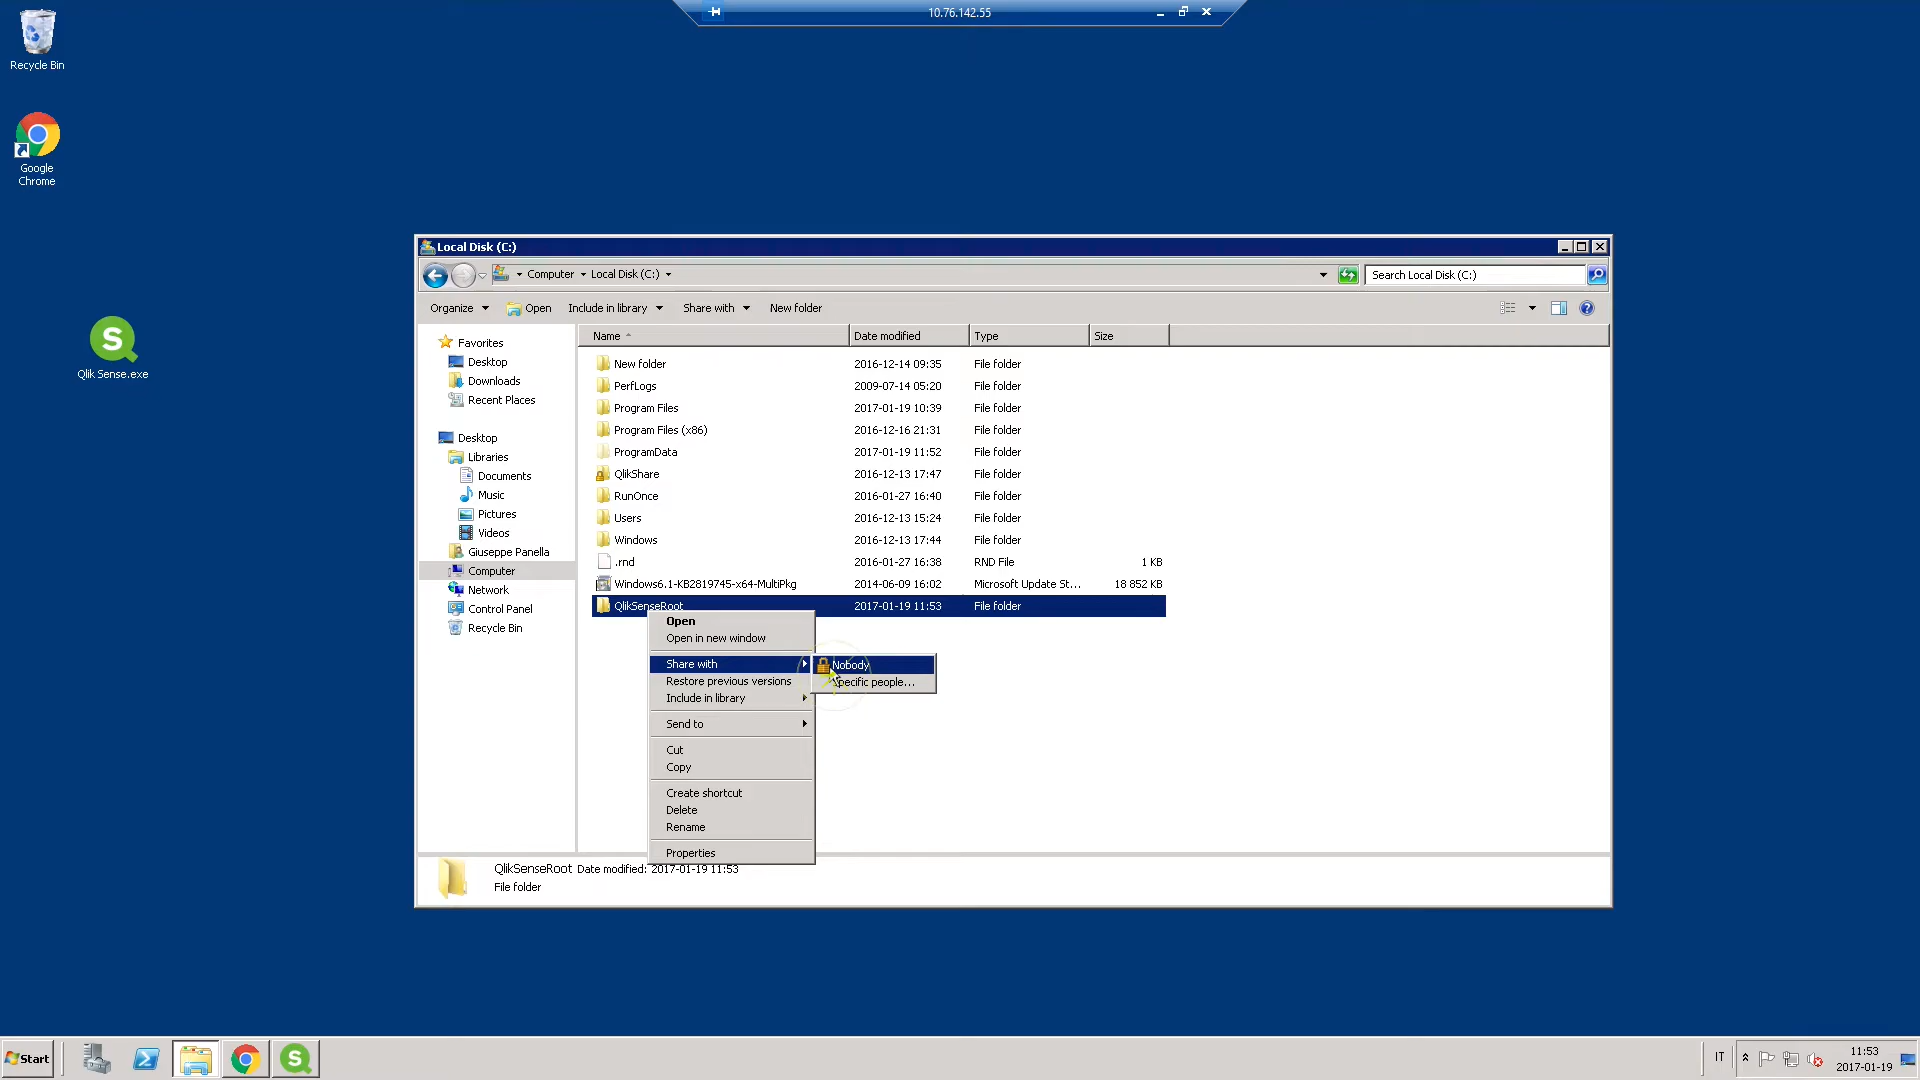 10.76.142.55
Recycle Bin
Google
Chrome
Qlik Sense.exe
Local Disk (C:)
Computer
Local Disk (C:)
Search Local Disk (C:)
Organize
Open
Include in library
Share with
New folder
Favorites
Desktop
Downloads
Recent Places
Desktop
Libraries
Documents
Music
Pictures
Videos
Giuseppe Panella
Computer
Network
Control Panel
Recycle Bin
Name Date modified Type Size
New folder 2016-12-14 09:35 File folder
PerfLogs 2009-07-14 05:20 File folder
Program Files 2017-01-19 10:39 File folder
Program Files (x86) 2016-12-16 21:31 File folder
ProgramData 2017-01-19 11:52 File folder
QlikShare 2016-12-13 17:47 File folder
RunOnce 2016-01-27 16:40 File folder
Users 2016-12-13 15:24 File folder
Windows 2016-12-13 17:44 File folder
.rnd 2016-01-27 16:38 RND File 1 KB
Windows6.1-KB2819745-x64-MultiPkg 2014-06-09 16:02 Microsoft Update St... 18 852 KB
QlikSenseRoot 2017-01-19 11:53 File folder
Open
Open in new window
Share with
Restore previous versions
Include in library
Send to
Cut
Copy
Create shortcut
Delete
Rename
Properties
Nobody
people...
QlikSenseRoot Date modified: 2017-01-19 11:53
File folder
Start
IT
11:53
2017-01-19